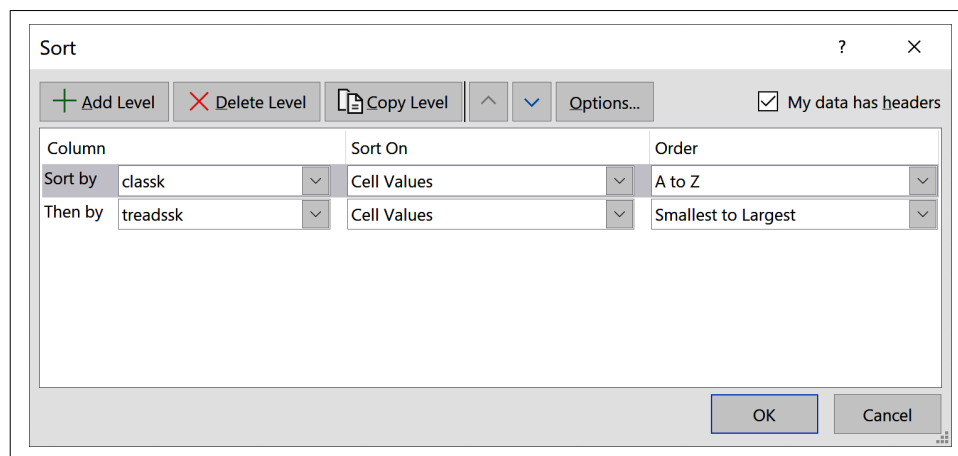 Sort ?
Add Level Delete Level Copy Level Options... My data has headers
Column Sort On Order
Sort by classk Cell Values A to Z
Then by treadssk Cell Values Smallest to Largest
OK Cancel